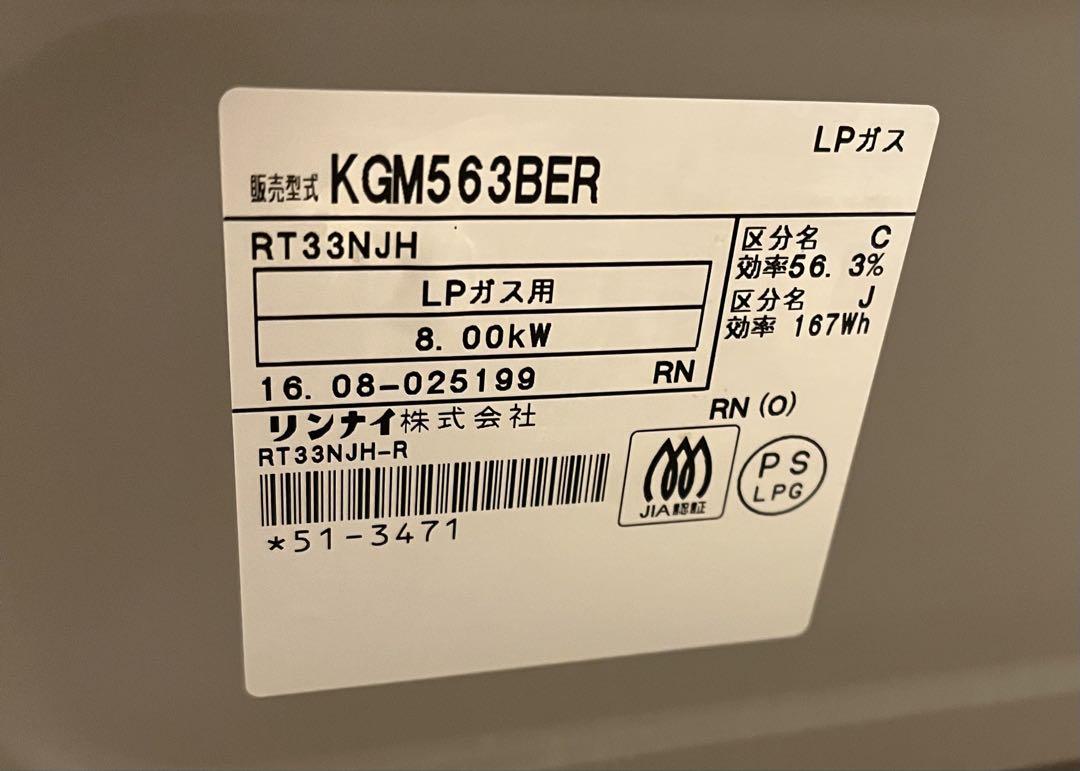 LPガス
販売型式 KGM563BER
RT33NJH
LPガス用
8.00kW
16.08-025199 RN
区分名 C
効率56.3%
区分名 J
効率 167Wh
リンナイ株式会社
RN(O)
RT33NJH-R
*51-3471
JIA認証
PS
LPG